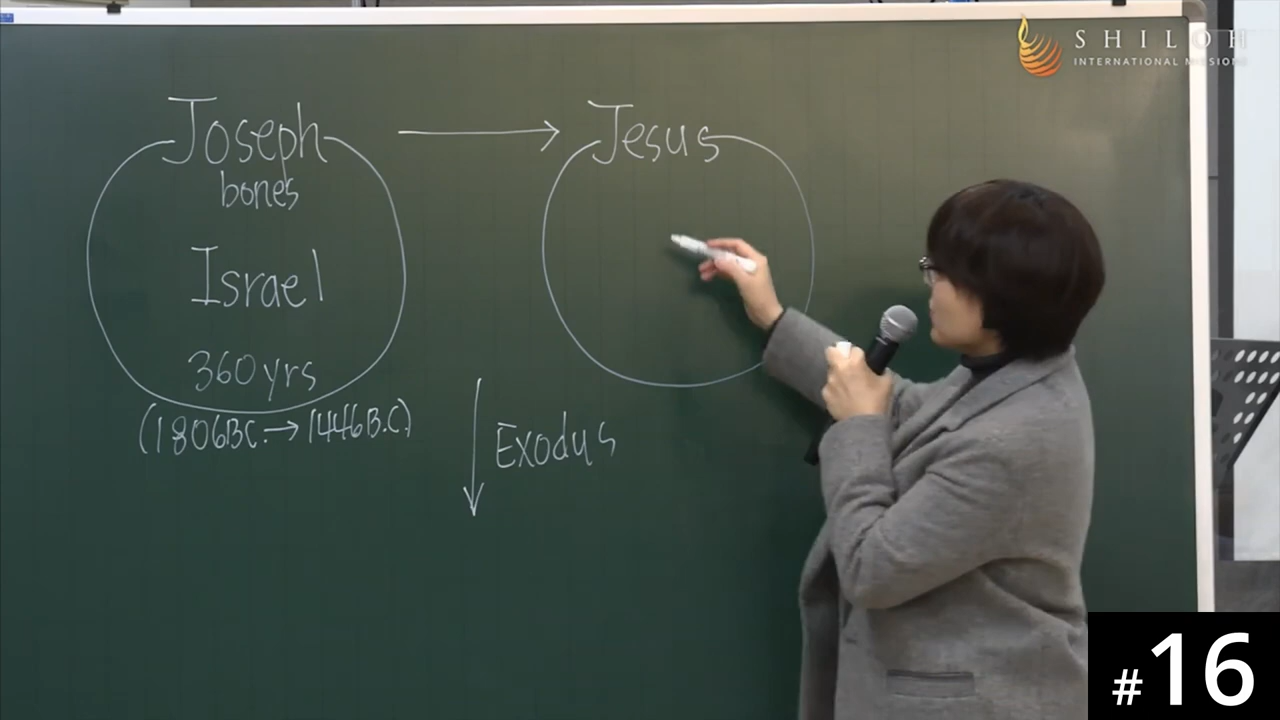 SHILOH
INTERNATIONAL MISSIONS
Joseph → Jesus
bones
Israel
360yrs
(1806BC. → 1446B.C.)
↓ Exodus
#16